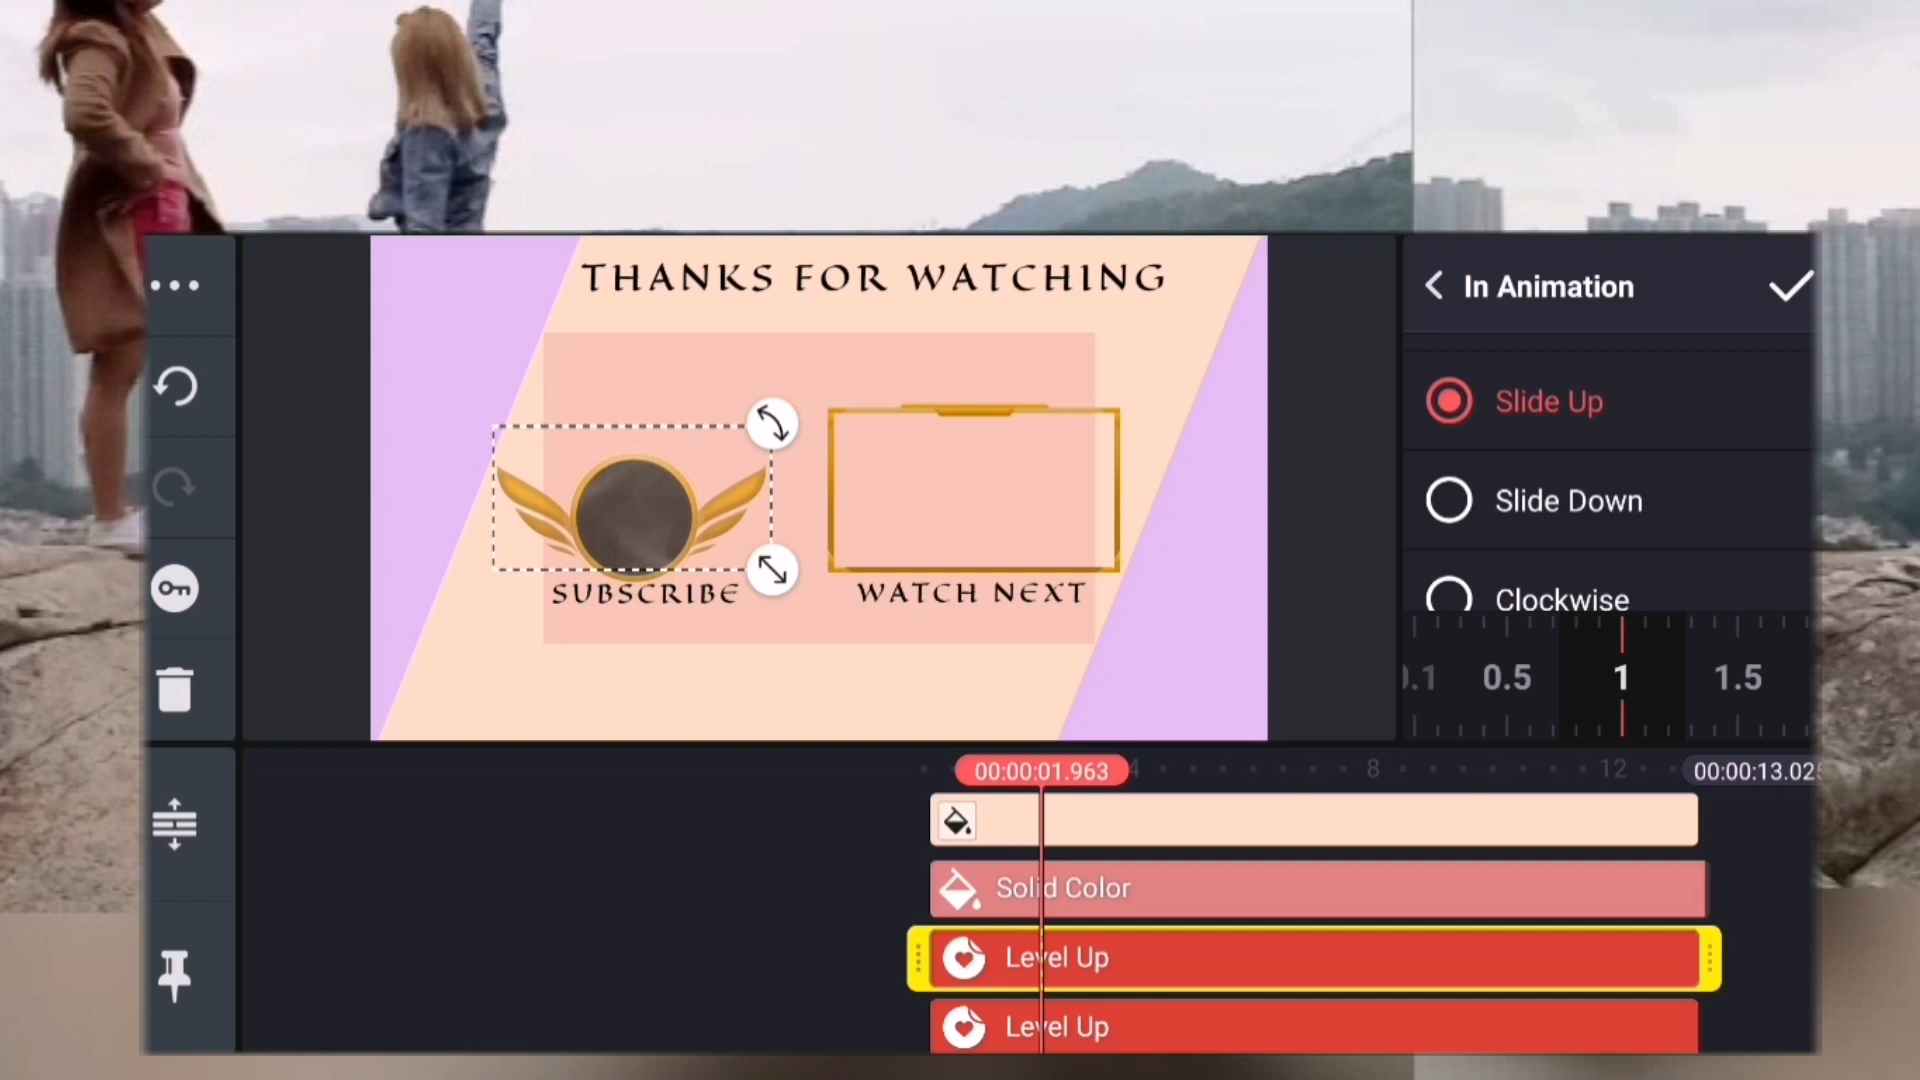 THANKS FOR WATCHING
SUBSCRIBE
WATCH NEXT
In Animation
Slide Up
Slide Down
Clockwise
0.5
1
1.5
00:00:01.963
8
12
Solid Color
Level Up
Level Up